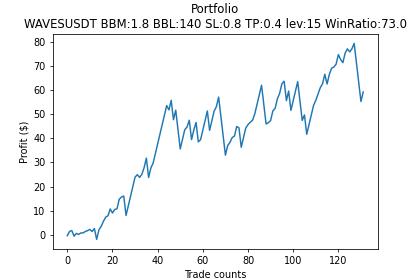 Portfolio
WAVESUSDT BBM:1.8 BBL:140 SL:0.8 TP:0.4 lev:15 WinRatio:73.0
80
70
60
50
40
30
20
10
0
Profit ($)
0 20 40 60 80 100 120
Trade counts